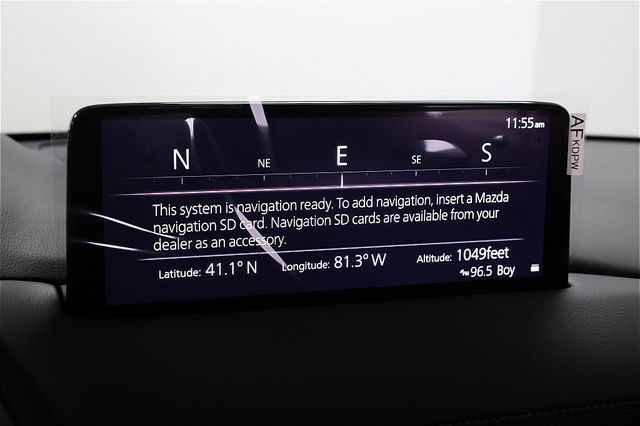 11:55am
N NE E SE S
This system is navigation ready. To add navigation, insert a Mazda
navigation SD card. Navigation SD cards are available from your
dealer as an accessory.
Latitude: 41.1° N Longitude: 81.3° W Altitude: 1049feet
96.5 Boy
AF KDPW